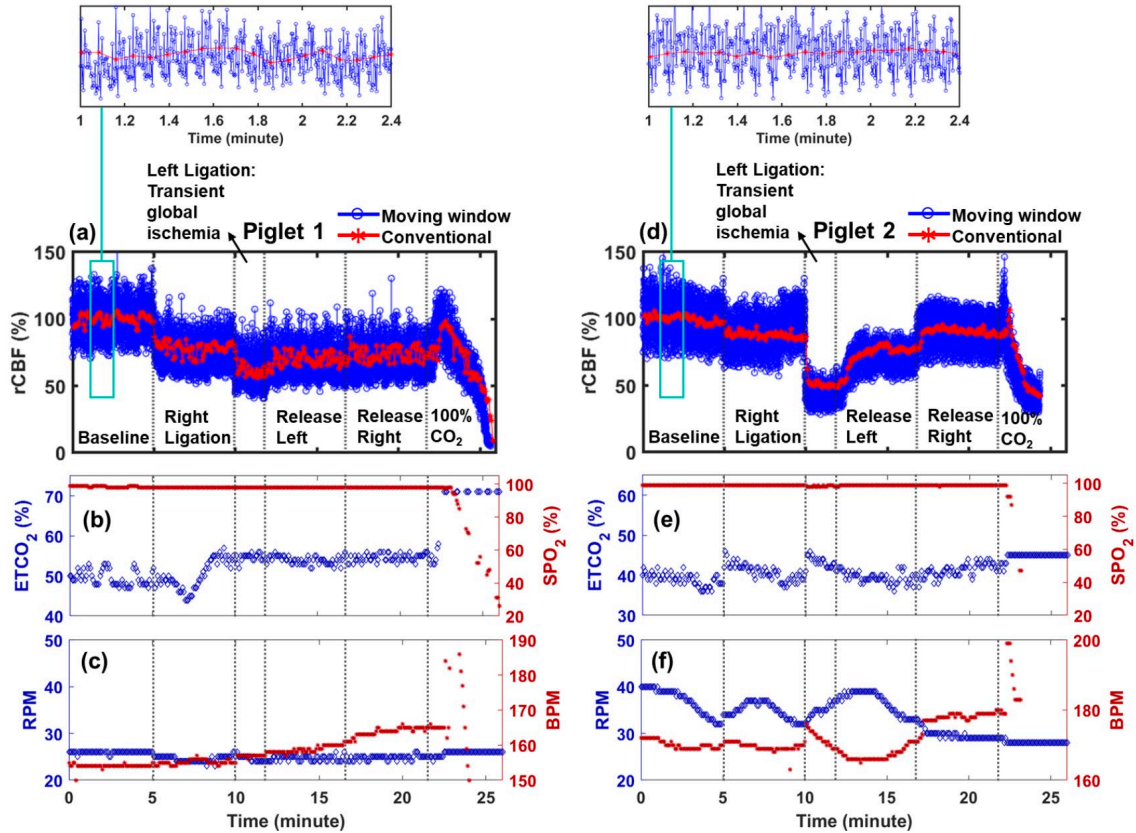 1 1.2 1.4 1.6 1.8 2 2.2 2.4
Time (minute)
1 1.2 1.4 1.6 1.8 2 2.2 2.4
Time (minute)
Left Ligation:
Transient
global
ischemia
Piglet 1
Moving window
Conventional
(a)
150
100
50
0
rCBF (%)
Baseline
Right
Ligation
Release
Left
Release
Right
100%
CO2
Left Ligation:
Transient
global
ischemia
Piglet 2
Moving window
Conventional
(d)
150
100
50
0
rCBF (%)
Baseline
Right
Ligation
Release
Left
Release
Right
100%
CO2
(b)
70
60
50
40
ETCO2 (%)
100
80
60
40
20
SPO2 (%)
(e)
60
50
40
30
ETCO2 (%)
100
80
60
40
20
SPO2 (%)
(c)
50
40
30
20
RPM
190
180
170
160
150
BPM
0 5 10 15 20 25
Time (minute)
(f)
50
40
30
20
RPM
200
180
160
BPM
0 5 10 15 20 25
Time (minute)